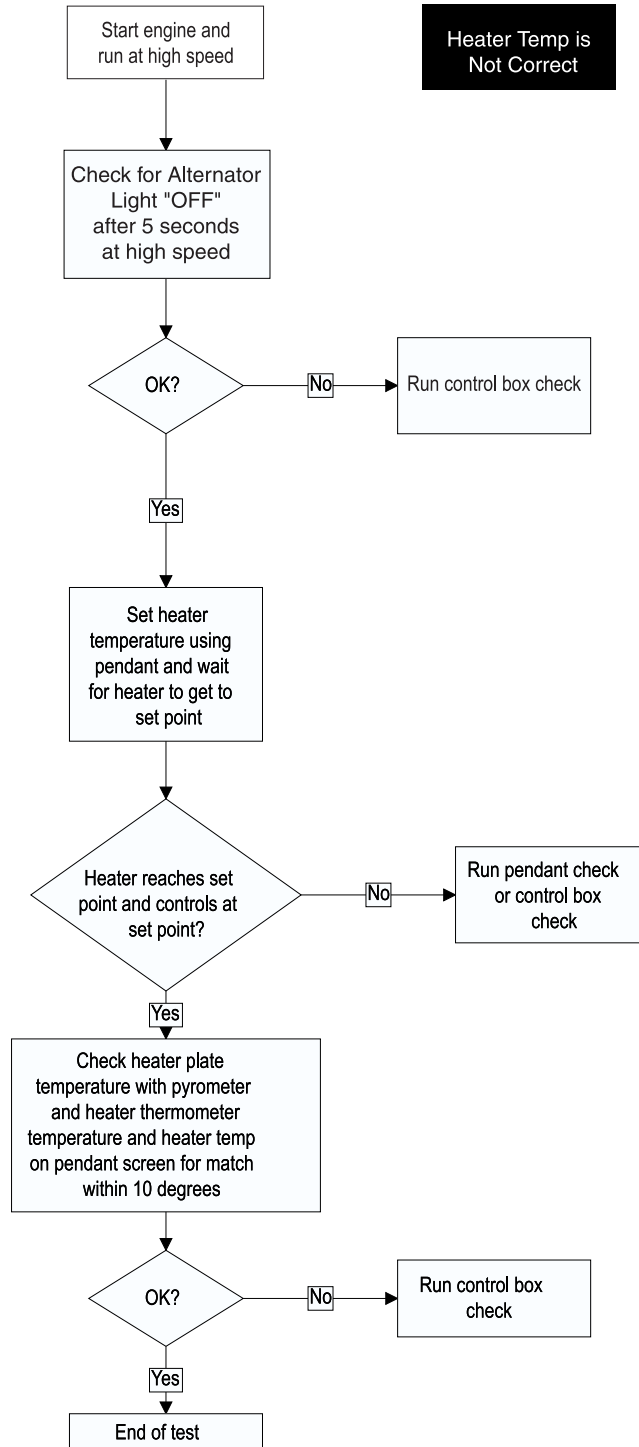 Start engine and
run at high speed
Heater Temp is
Not Correct
Check for Alternator
Light "OFF"
after 5 seconds
at high speed
OK?
No
Run control box check
Yes
Set heater
temperature using
pendant and wait
for heater to get to
set point
Heater reaches set
point and controls at
set point?
No
Run pendant check
or control box
check
Yes
Check heater plate
temperature with pyrometer
and heater thermometer
temperature and heater temp
on pendant screen for match
within 10 degrees
OK?
No
Run control box
check
Yes
End of test